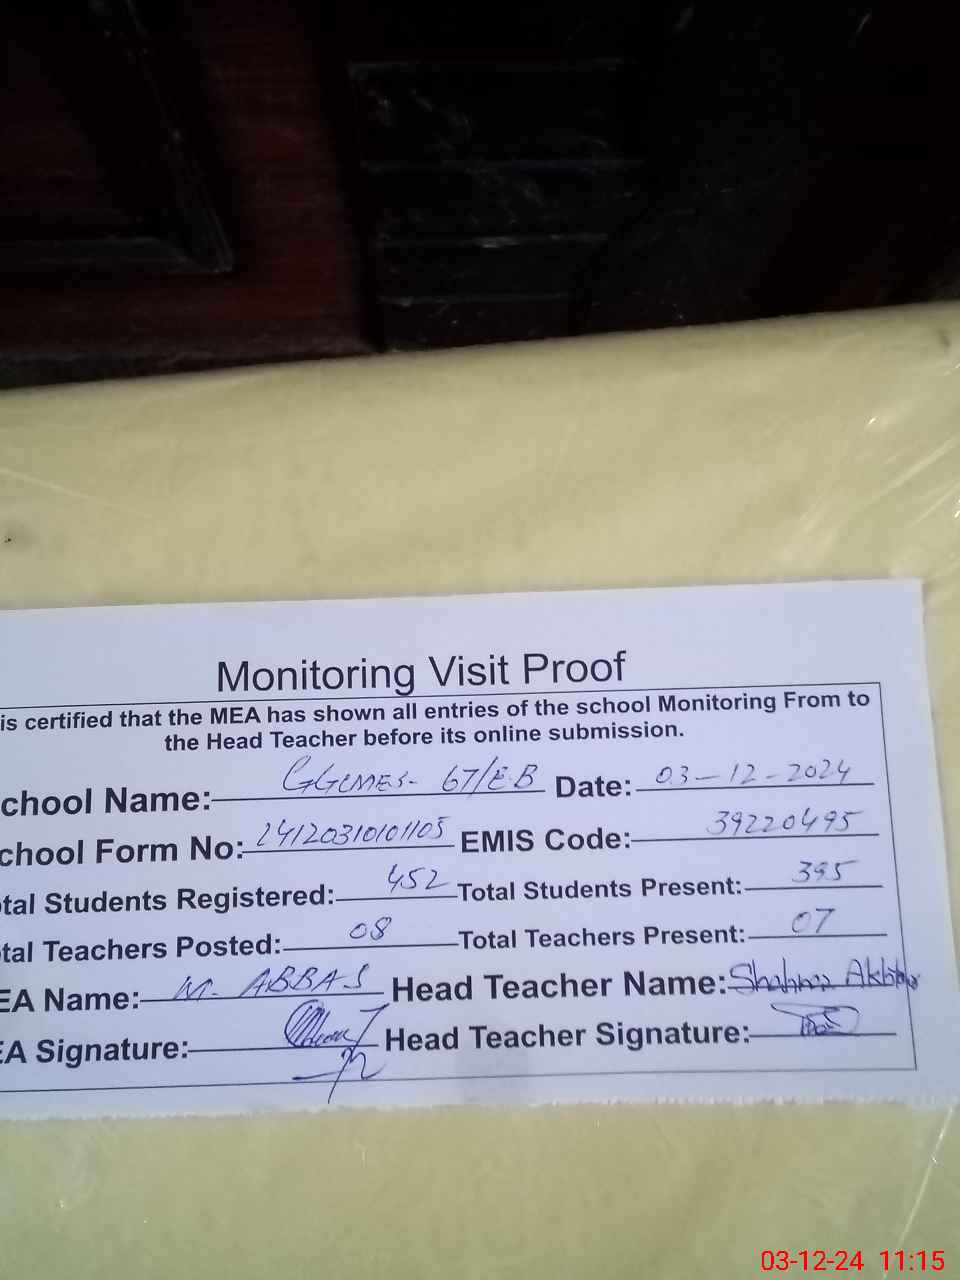 Monitoring Visit Proof
is certified that the MEA has shown all entries of the school Monitoring From to
the Head Teacher before its online submission.
chool Name: GGCMES- 67/E.B Date: 03-12-2024
chool Form No: 24120310101105 EMIS Code: 39220495
tal Students Registered: 452 Total Students Present: 395
tal Teachers Posted: 08 Total Teachers Present: 07
EA Name: M. ABBAS Head Teacher Name: Shahnaz Akhtar
EA Signature: Head Teacher Signature:
03-12-24 11:15